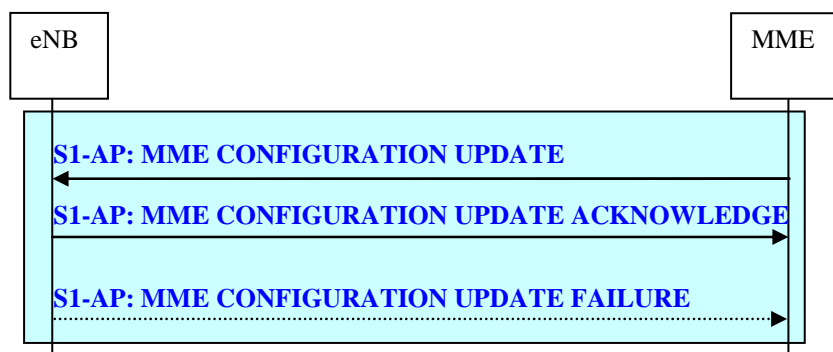 eNB
MME
S1-AP: MME CONFIGURATION UPDATE
S1-AP: MME CONFIGURATION UPDATE ACKNOWLEDGE
S1-AP: MME CONFIGURATION UPDATE FAILURE